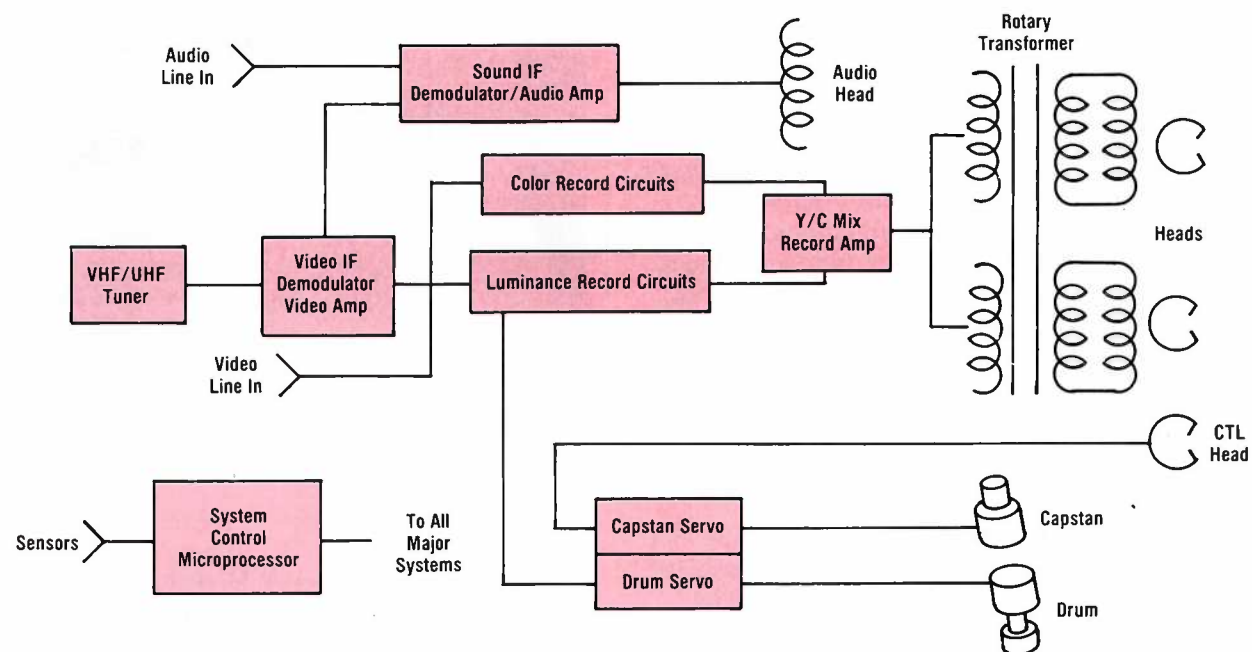 Rotary
Transformer
Audio
Line In
Sound IF
Demodulator/Audio Amp
Audio
Head
Color Record Circuits
Y/C Mix
Record Amp
Heads
VHF/UHF
Tuner
Video IF
Demodulator
Video Amp
Luminance Record Circuits
Video
Line In
CTL
Head
Sensors
System
Control
Microprocessor
To All
Major
Systems
Capstan Servo
Capstan
Drum Servo
Drum